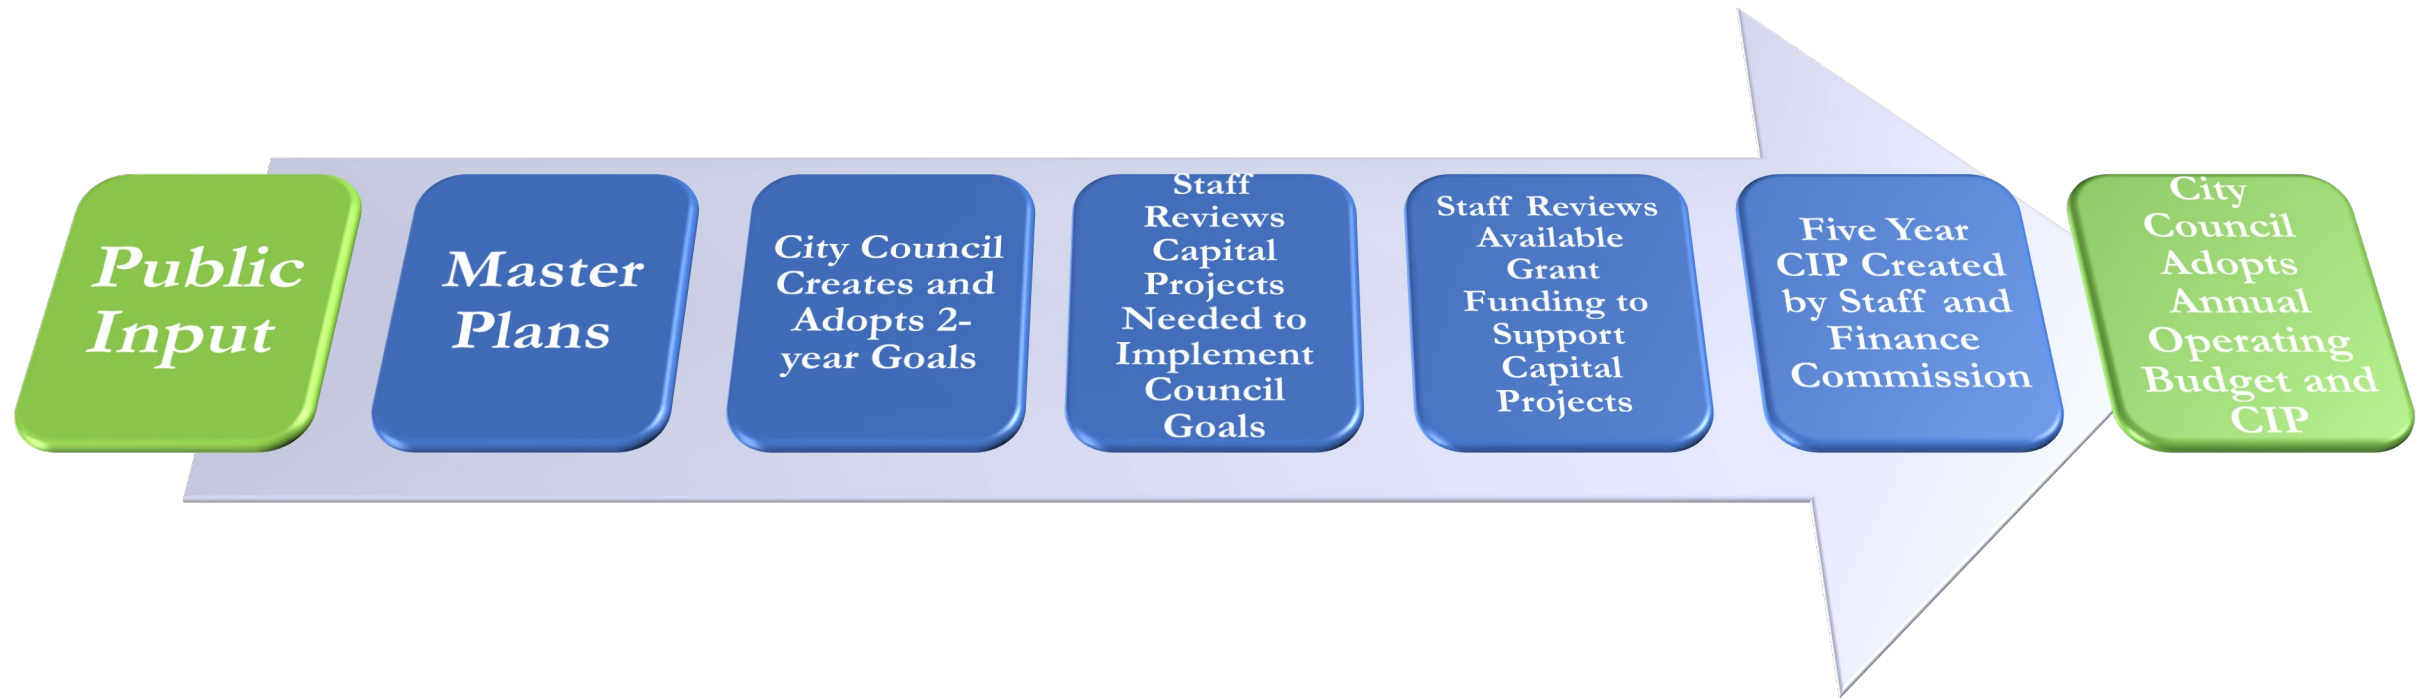 Public
Input
Master
Plans
City Council
Creates and
Adopts 2-
year Goals
Staff
Reviews
Capital
Projects
Needed to
Implement
Council
Goals
Staff Reviews
Available
Grant
Funding to
Support
Capital
Projects
Five Year
CIP Created
by Staff and
Finance
Commission
City
Council
Adopts
Annual
Operating
Budget and
CIP